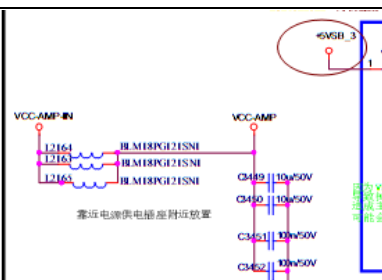 +5VSB_3
1
VCC-AMP-IN
VCC-AMP
L2164 BLM18PG121SN1
L2163 BLM18PG121SN1
L2165 BLM18PG121SN1
C3449 10u/50V
C3450 10u/50V
靠近电源供电插座附近放置
C3451 100n/50V
C3452 100n/50V